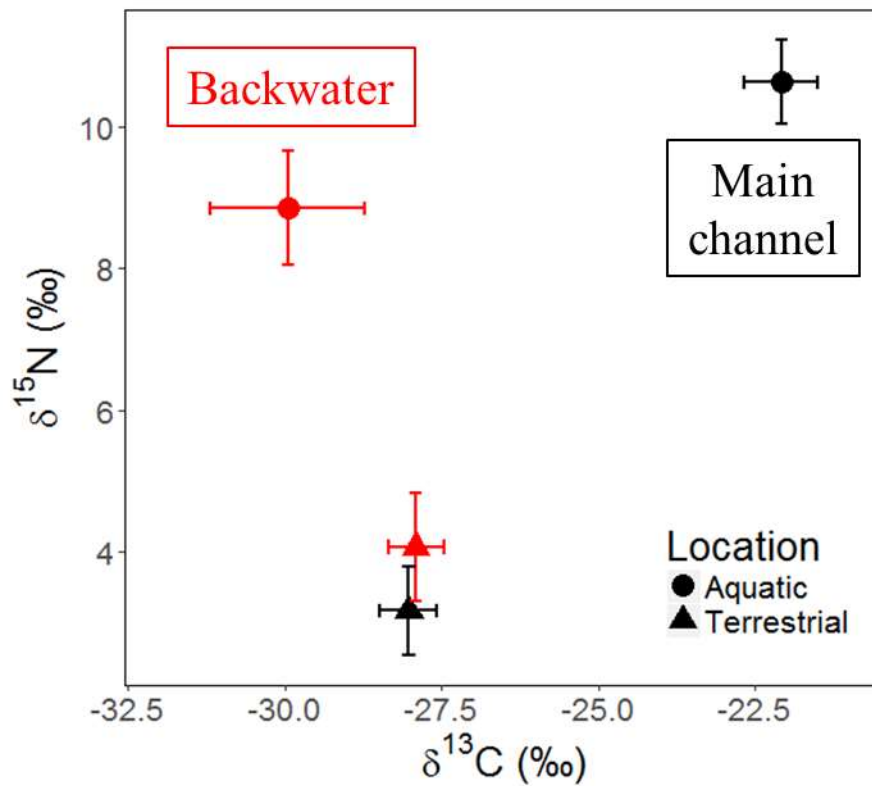 Backwater
Main
channel
10
8
6
4
δ¹⁵N (‰)
Location
Aquatic
Terrestrial
-32.5 -30.0 -27.5 -25.0 -22.5
δ¹³C (‰)